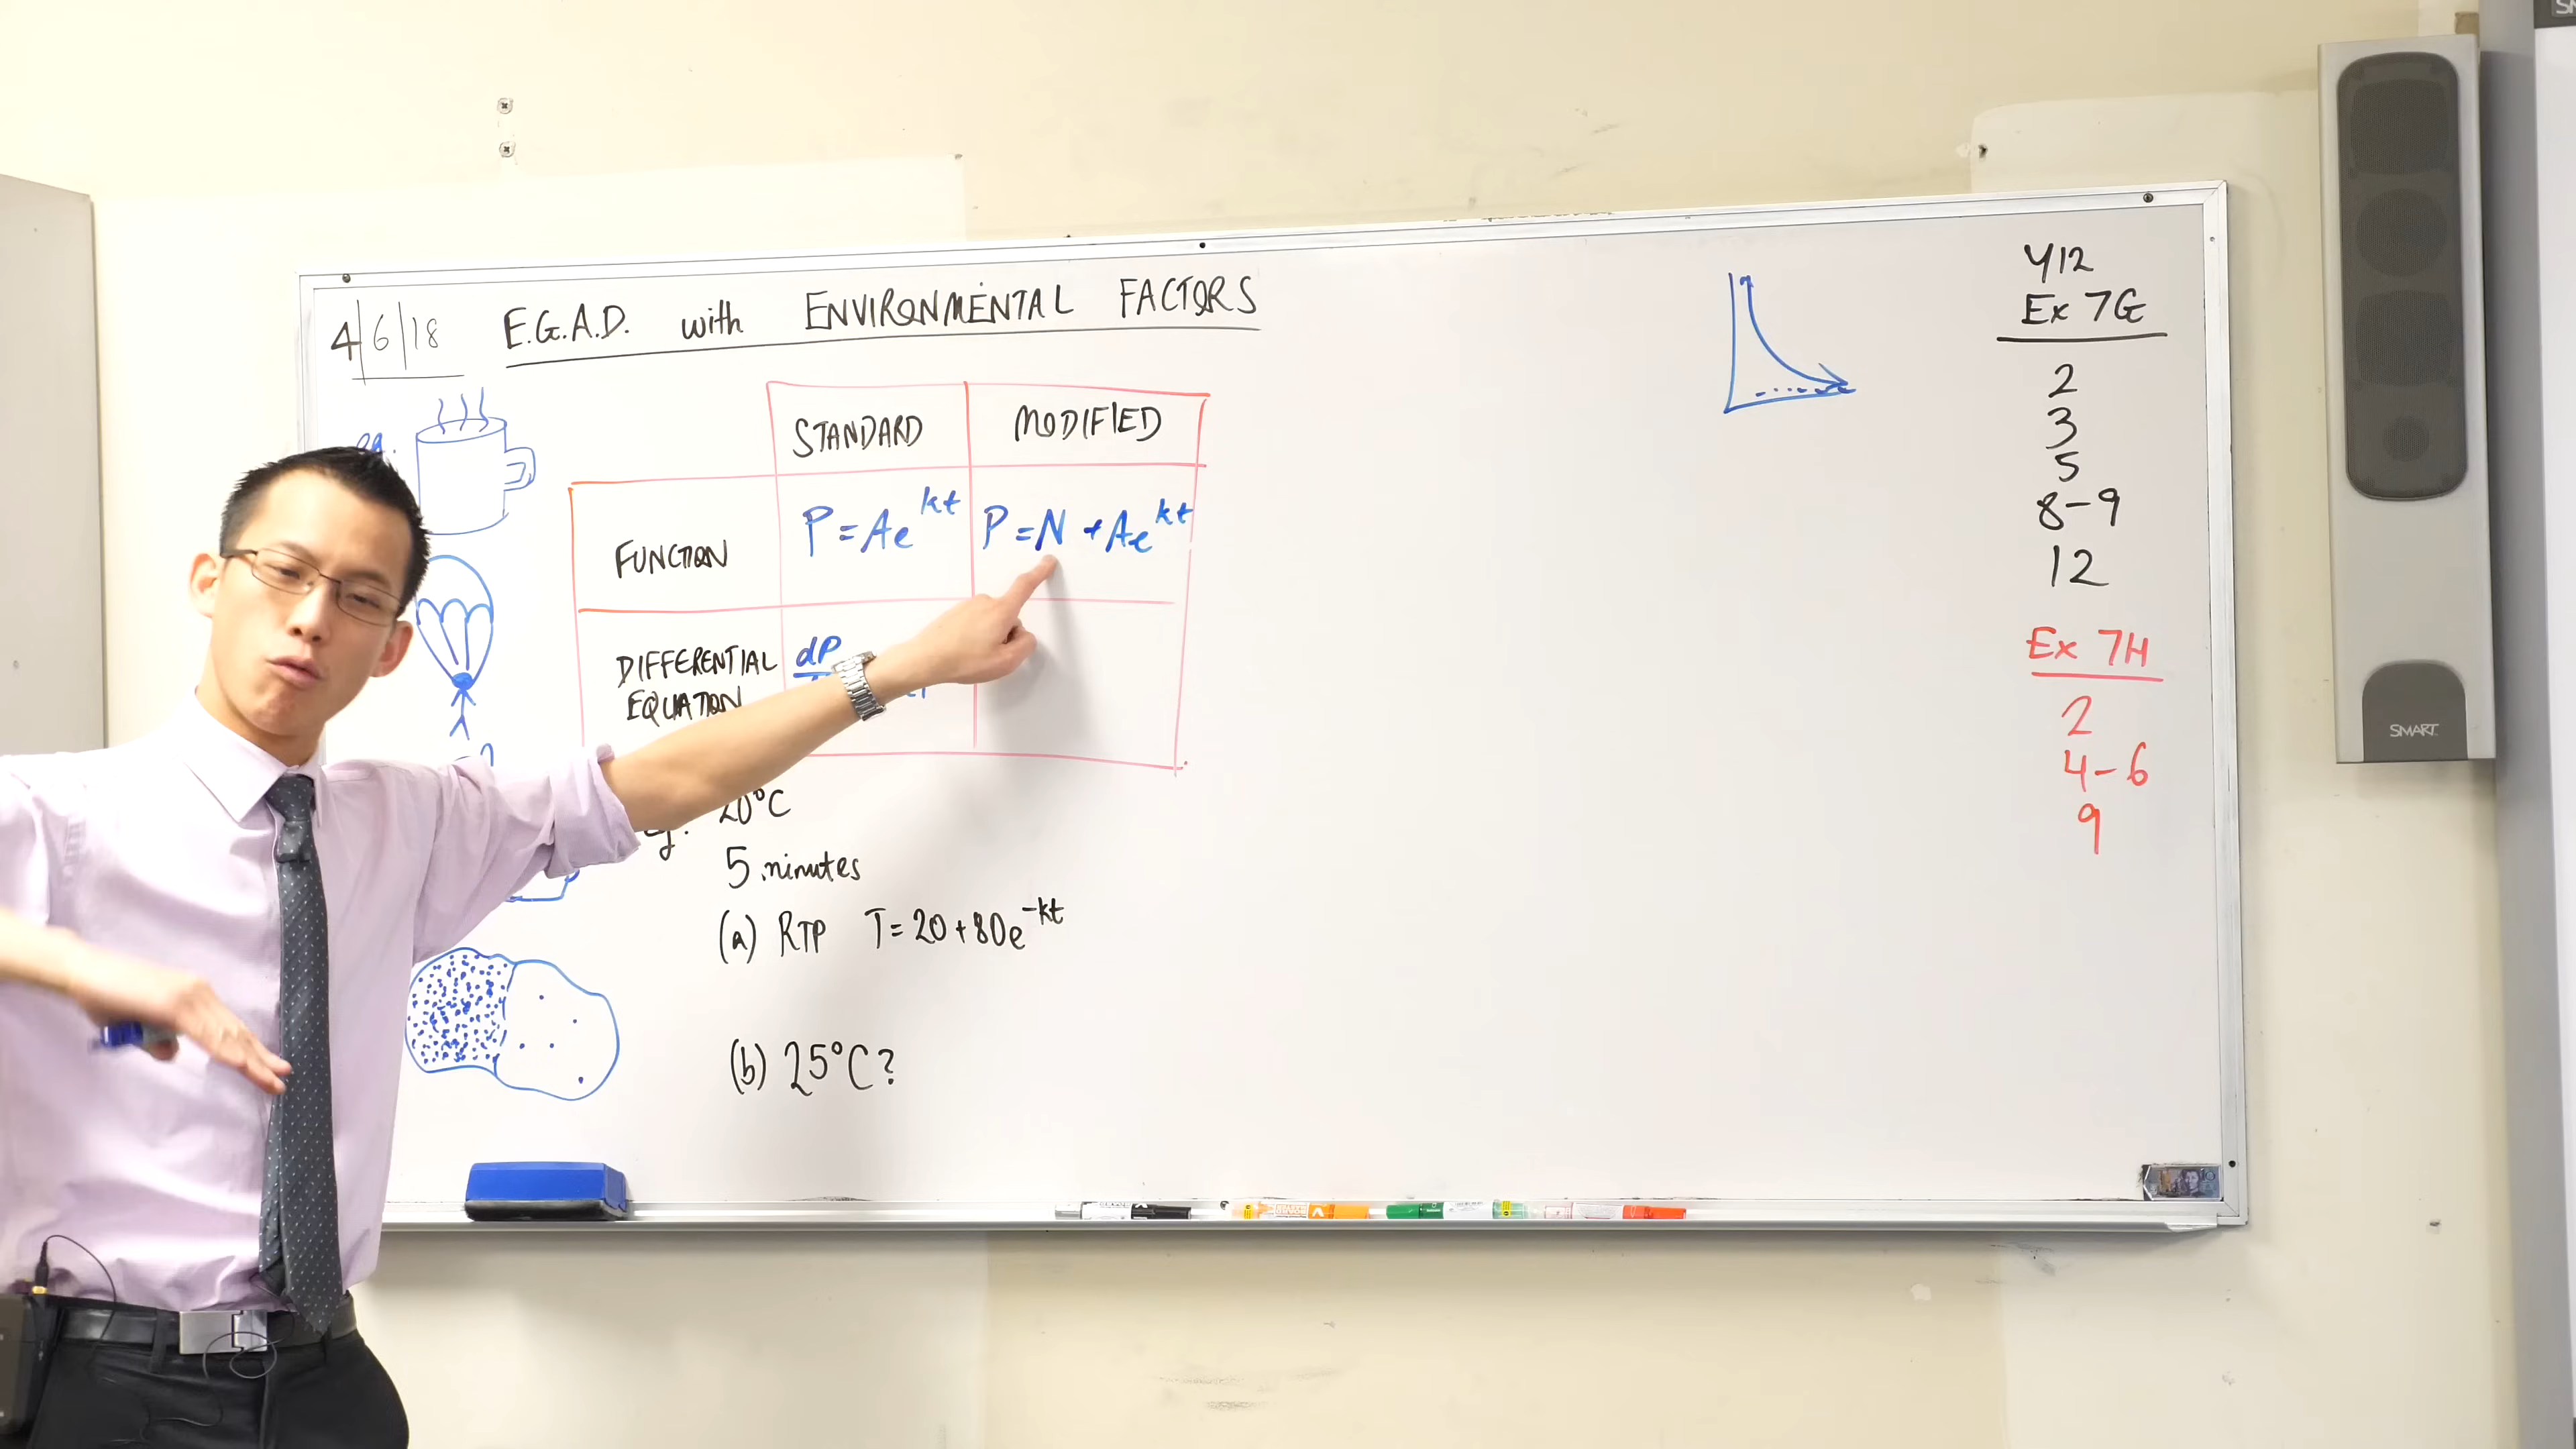 4/6/18 E.G.A.D. with ENVIRONMENTAL FACTORS
eg.
STANDARD MODIFIED
FUNCTION P=Ae^kt P=N+Ae^kt
DIFFERENTIAL EQUATION dP
20°C
5 minutes
(a) RTP T=20+80e^-kt
(b) 25°C?
Y12
Ex 7G
2
3
5
8-9
12
Ex 7H
2
4-6
9
SMART